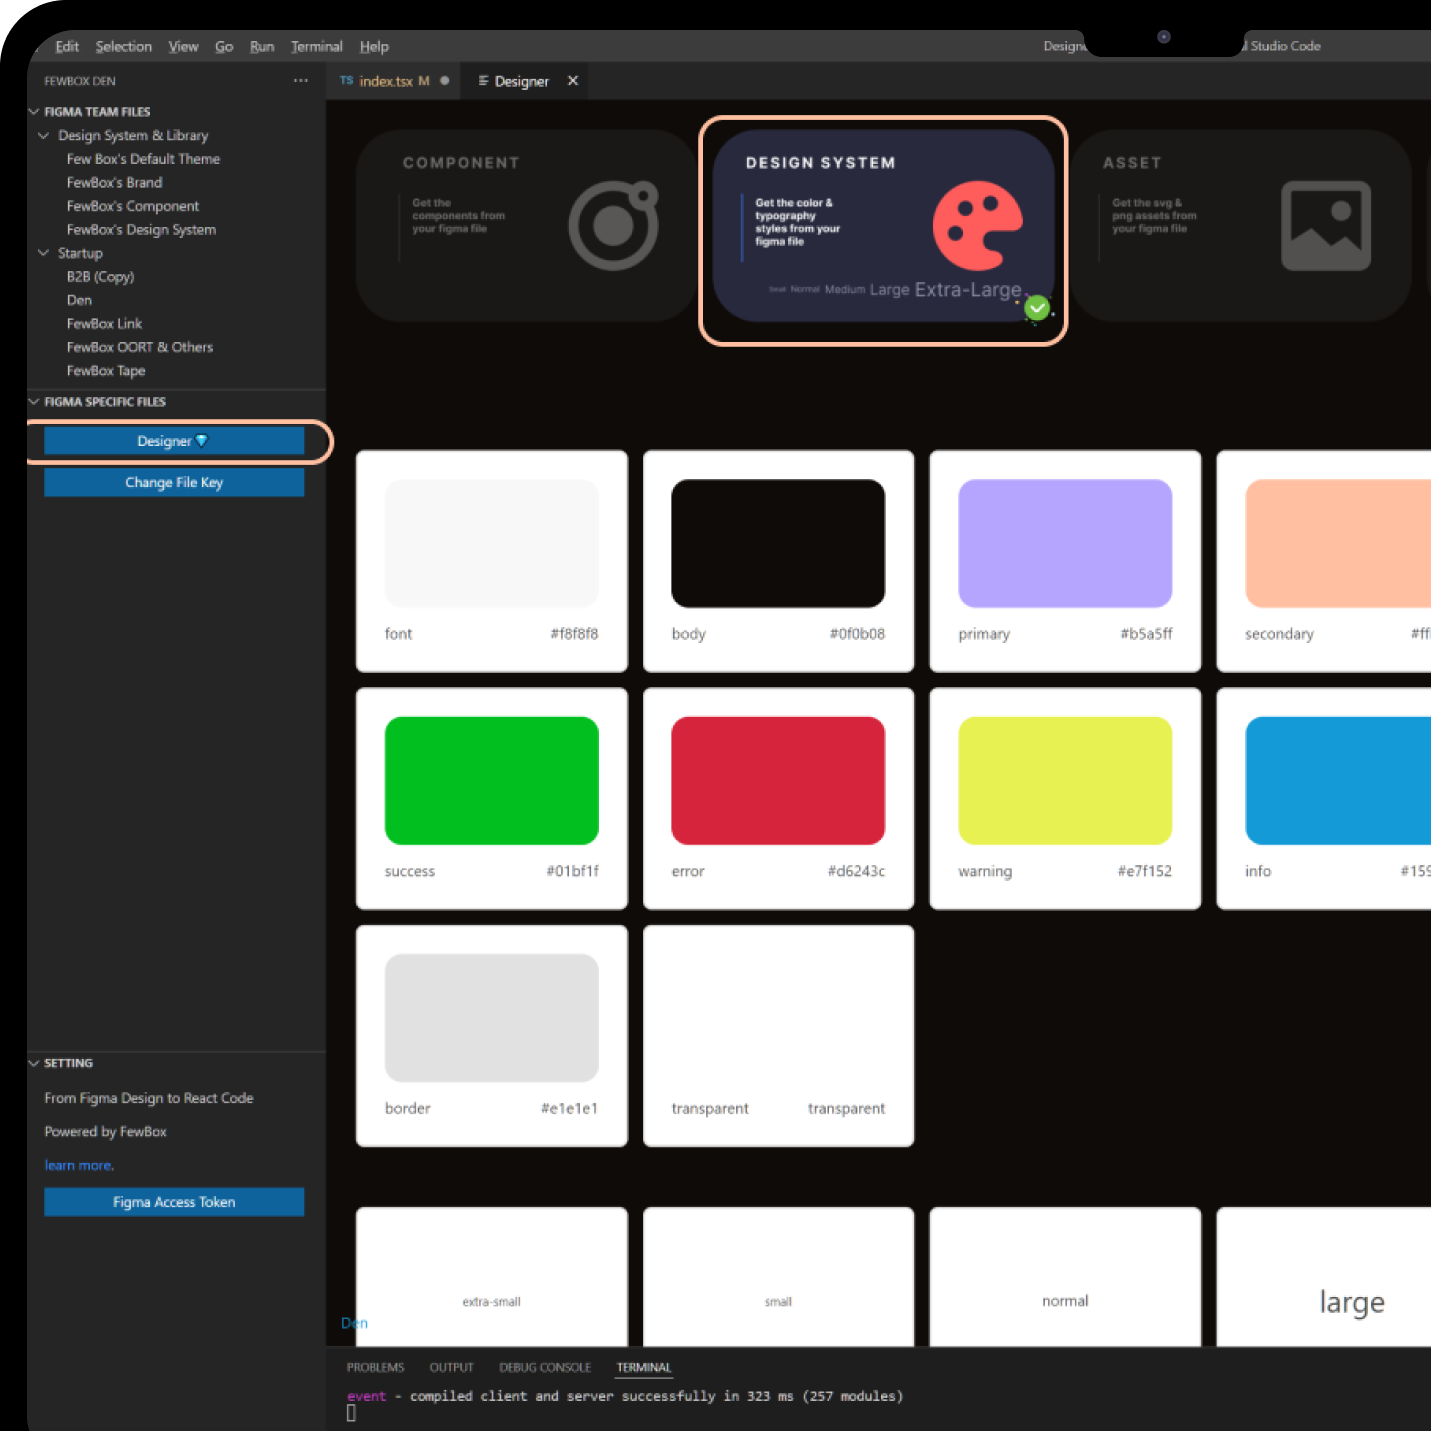 Edit Selection View Go Run Terminal Help
Studio Code
FEWBOX DEN
FIGMA TEAM FILES
Design System & Library
Few Box's Default Theme
FewBox's Brand
FewBox's Component
FewBox's Design System
Startup
B2B (Copy)
Den
FewBox Link
FewBox OORT & Others
FewBox Tape
FIGMA SPECIFIC FILES
Designer
Change File Key
SETTING
From Figma Design to React Code
Powered by FewBox
learn more.
Figma Access Token
TS index.tsx M
Designer
COMPONENT
Get the
components from
your figma file
DESIGN SYSTEM
Get the color &
typography
styles from your
figma file
Small Normal Medium Large Extra-Large
ASSET
Get the svg &
png assets from
your figma file
font #f8f8f8
body #0f0b08
primary #b5a5ff
secondary
success #01bf1f
error #d6243c
warning #e7f152
info #159
border #e1e1e1
transparent transparent
extra-small
small
normal
large
Den
PROBLEMS OUTPUT DEBUG CONSOLE TERMINAL
event - compiled client and server successfully in 323 ms (257 modules)